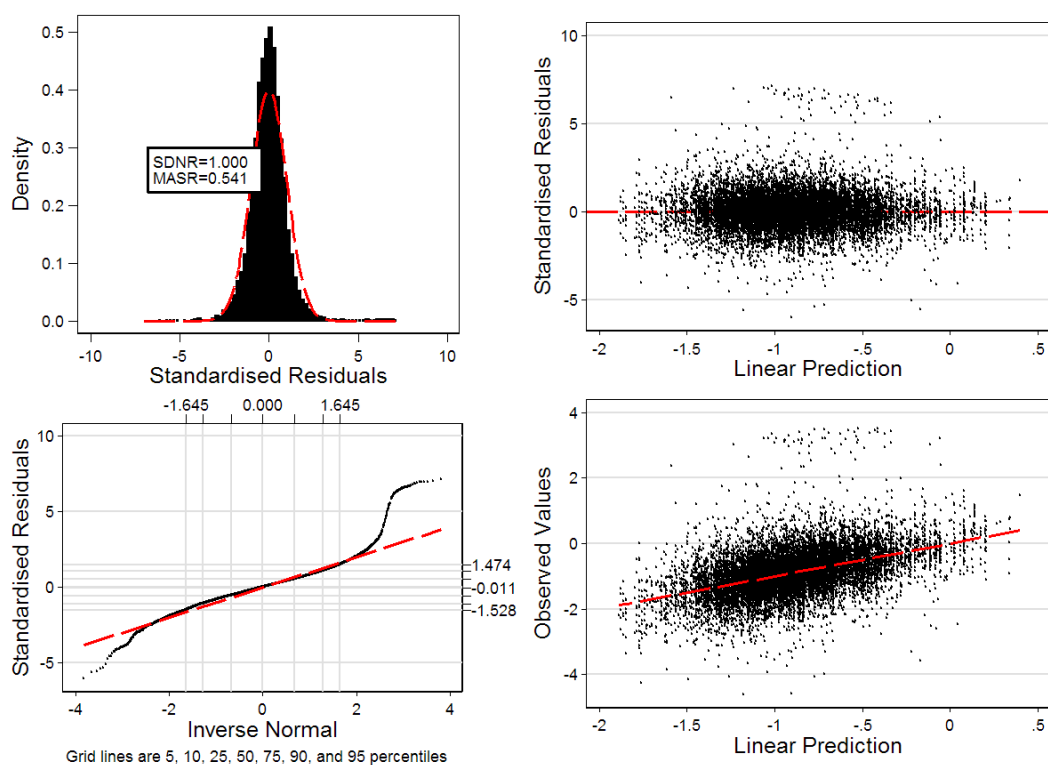 0.5
0.4
0.3
0.2
0.1
0.0
Density
SDNR=1.000
MASR=0.541
-10 -5 0 5 10
Standardised Residuals
10
5
0
-5
Standardised Residuals
-2 -1.5 -1 -.5 0 .5
Linear Prediction
-1.645 0.000 1.645
10
5
0
-5
Standardised Residuals
1.474
-0.011
-1.528
-4 -2 0 2 4
Inverse Normal
Grid lines are 5, 10, 25, 50, 75, 90, and 95 percentiles
4
2
0
-2
-4
Observed Values
-2 -1.5 -1 -.5 0 .5
Linear Prediction